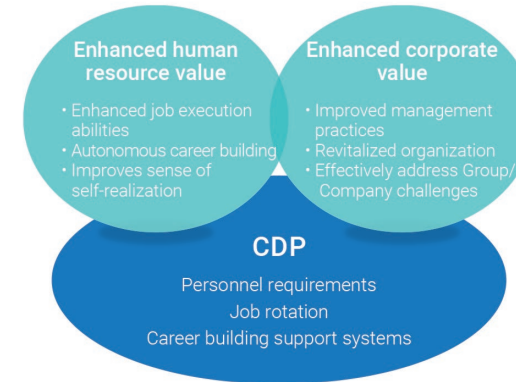 Enhanced human
resource value
• Enhanced job execution
abilities
• Autonomous career building
• Improves sense of
self-realization
Enhanced corporate
value
• Improved management
practices
• Revitalized organization
• Effectively address Group/
Company challenges
CDP
Personnel requirements
Job rotation
Career building support systems